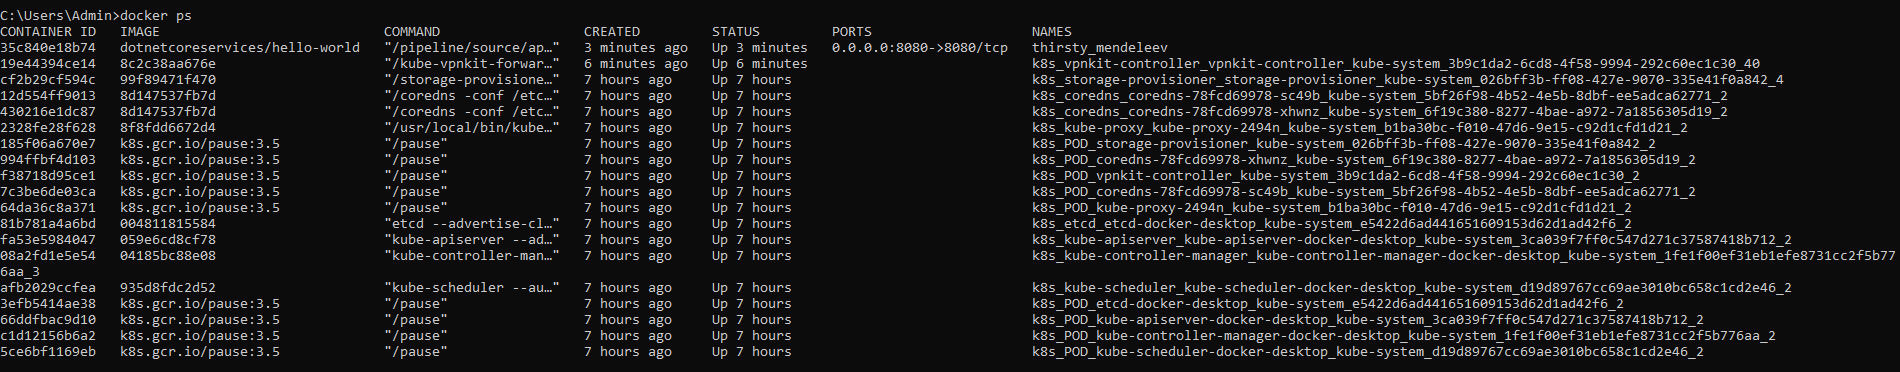 C:\Users\Admin>docker ps
CONTAINER ID   IMAGE                            COMMAND                  CREATED         STATUS         PORTS                    NAMES
35c840e18b74   dotnetcoreservices/hello-world   "/pipeline/source/ap…"   3 minutes ago   Up 3 minutes   0.0.0.0:8080->8080/tcp   thirsty_mendeleev
19e44394ce14   8c2c38aa676e                     "/kube-vpnkit-forwar…"   6 minutes ago   Up 6 minutes                            k8s_vpnkit-controller_vpnkit-controller_kube-system_3b9c1da2-6cd8-4f58-9994-292c60ec1c30_40
cf2b29cf594c   99f89471f470                     "/storage-provisione…"   7 hours ago     Up 7 hours                              k8s_storage-provisioner_storage-provisioner_kube-system_026bff3b-ff08-427e-9070-335e41f0a842_4
12d554ff9013   8d147537fb7d                     "/coredns -conf /etc…"   7 hours ago     Up 7 hours                              k8s_coredns_coredns-78fcd69978-sc49b_kube-system_5bf26f98-4b52-4e5b-8dbf-ee5adca62771_2
430216e1dc87   8d147537fb7d                     "/coredns -conf /etc…"   7 hours ago     Up 7 hours                              k8s_coredns_coredns-78fcd69978-xhwnz_kube-system_6f19c380-8277-4bae-a972-7a1856305d19_2
2328fe28f628   8f8fdd6672d4                     "/usr/local/bin/kube…"   7 hours ago     Up 7 hours                              k8s_kube-proxy_kube-proxy-2494n_kube-system_b1ba30bc-f010-47d6-9e15-c92d1cfd1d21_2
185f06a670e7   k8s.gcr.io/pause:3.5             "/pause"                 7 hours ago     Up 7 hours                              k8s_POD_storage-provisioner_kube-system_026bff3b-ff08-427e-9070-335e41f0a842_2
994ffbf4d103   k8s.gcr.io/pause:3.5             "/pause"                 7 hours ago     Up 7 hours                              k8s_POD_coredns-78fcd69978-xhwnz_kube-system_6f19c380-8277-4bae-a972-7a1856305d19_2
f38718d95ce1   k8s.gcr.io/pause:3.5             "/pause"                 7 hours ago     Up 7 hours                              k8s_POD_vpnkit-controller_kube-system_3b9c1da2-6cd8-4f58-9994-292c60ec1c30_2
7c3be6de03ca   k8s.gcr.io/pause:3.5             "/pause"                 7 hours ago     Up 7 hours                              k8s_POD_coredns-78fcd69978-sc49b_kube-system_5bf26f98-4b52-4e5b-8dbf-ee5adca62771_2
64da36c8a371   k8s.gcr.io/pause:3.5             "/pause"                 7 hours ago     Up 7 hours                              k8s_POD_kube-proxy-2494n_kube-system_b1ba30bc-f010-47d6-9e15-c92d1cfd1d21_2
81b781a4a6bd   004811815584                     "etcd --advertise-cl…"   7 hours ago     Up 7 hours                              k8s_etcd_etcd-docker-desktop_kube-system_e5422d6ad441651609153d62d1ad42f6_2
fa53e5984047   059e6cd8cf78                     "kube-apiserver --ad…"   7 hours ago     Up 7 hours                              k8s_kube-apiserver_kube-apiserver-docker-desktop_kube-system_3ca039f7ff0c547d271c37587418b712_2
08a2fd1e5e54   04185bc88e08                     "kube-controller-man…"   7 hours ago     Up 7 hours                              k8s_kube-controller-manager_kube-controller-manager-docker-desktop_kube-system_1fe1f00ef31eb1efe8731cc2f5b77
6aa_3
afb2029ccfea   935d8fdc2d52                     "kube-scheduler --au…"   7 hours ago     Up 7 hours                              k8s_kube-scheduler_kube-scheduler-docker-desktop_kube-system_d19d89767cc69ae3010bc658c1cd2e46_2
3efb5414ae38   k8s.gcr.io/pause:3.5             "/pause"                 7 hours ago     Up 7 hours                              k8s_POD_etcd-docker-desktop_kube-system_e5422d6ad441651609153d62d1ad42f6_2
66ddfbac9d10   k8s.gcr.io/pause:3.5             "/pause"                 7 hours ago     Up 7 hours                              k8s_POD_kube-apiserver-docker-desktop_kube-system_3ca039f7ff0c547d271c37587418b712_2
c1d12156b6a2   k8s.gcr.io/pause:3.5             "/pause"                 7 hours ago     Up 7 hours                              k8s_POD_kube-controller-manager-docker-desktop_kube-system_1fe1f00ef31eb1efe8731cc2f5b776aa_2
5ce6bf1169eb   k8s.gcr.io/pause:3.5             "/pause"                 7 hours ago     Up 7 hours                              k8s_POD_kube-scheduler-docker-desktop_kube-system_d19d89767cc69ae3010bc658c1cd2e46_2